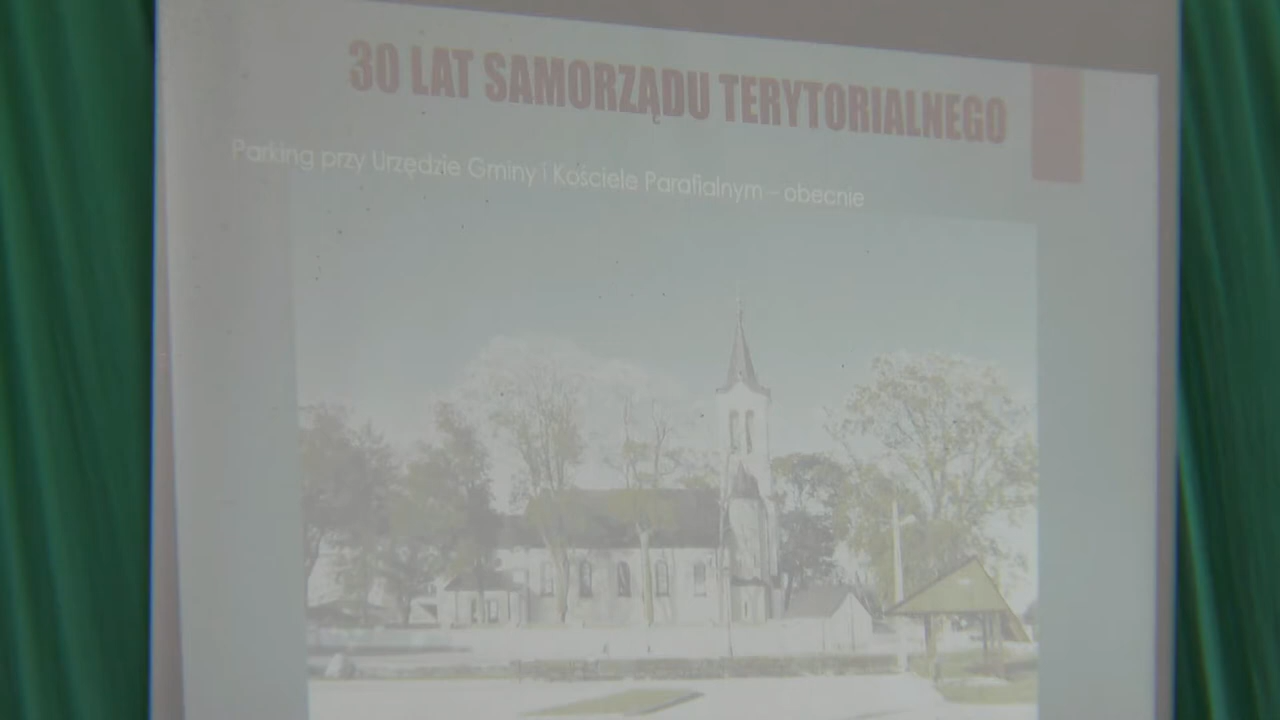 30 LAT SAMORZĄDU TERYTORIALNEGO
Parking przy Urzędzie Gminy i Kościele Parafialnym – obecnie